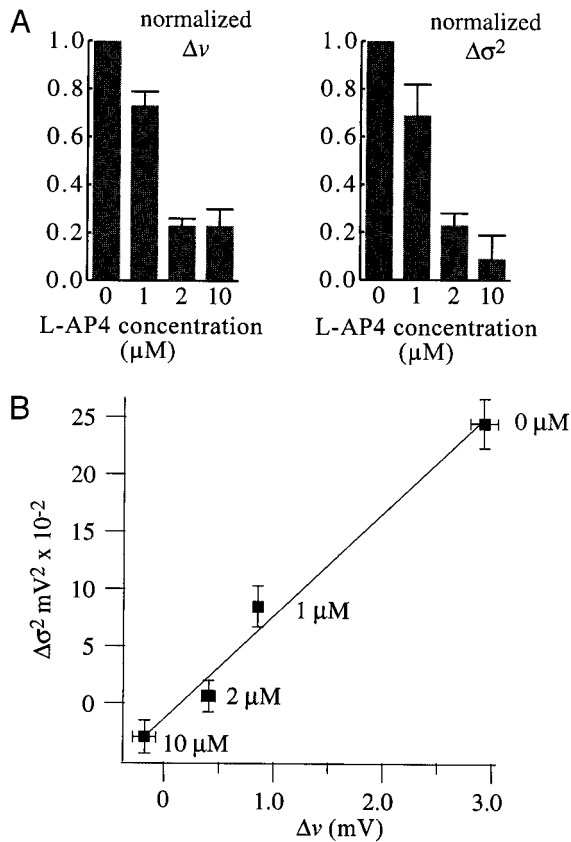 A
normalized
Δν
1.0
0.8
0.6
0.4
0.2
0.0
0 1 2 10
L-AP4 concentration
(µM)
normalized
Δσ²
1.0
0.8
0.6
0.4
0.2
0.0
0 1 2 10
L-AP4 concentration
(µM)
B
Δσ² mV² x 10⁻²
25
20
15
10
5
0
0 µM
1 µM
2 µM
10 µM
0 1.0 2.0 3.0
Δν (mV)